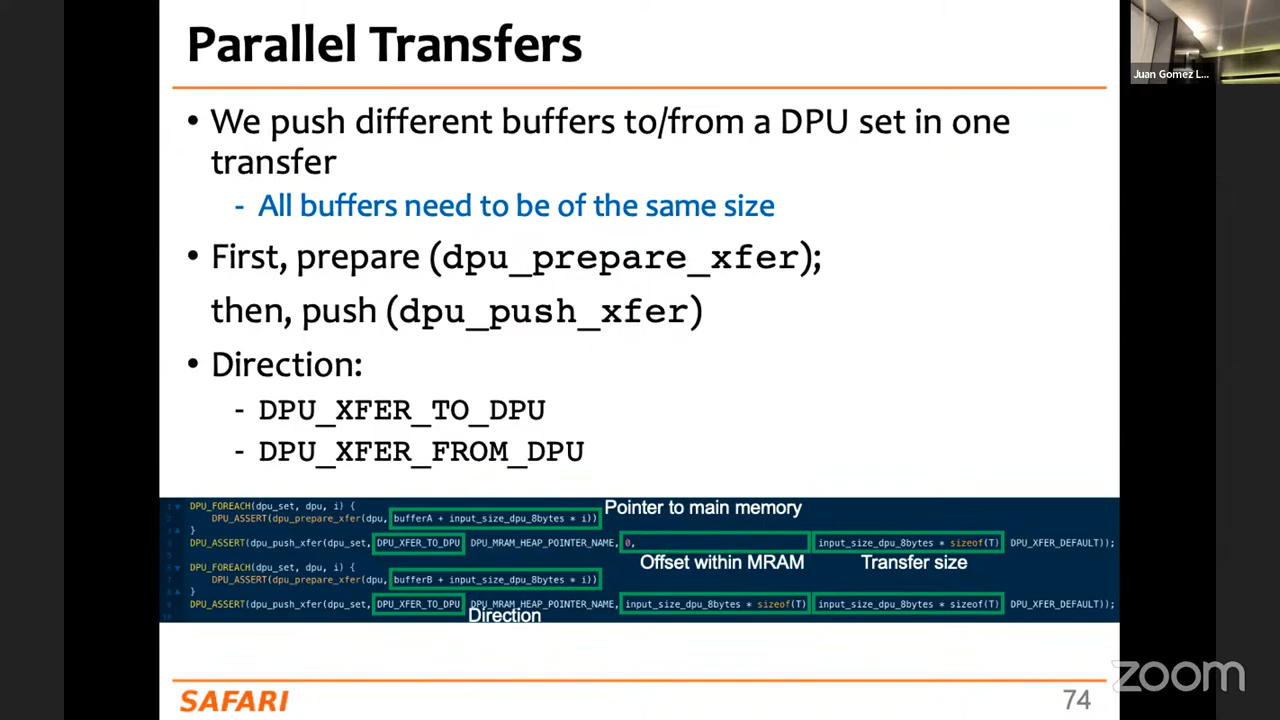 Parallel Transfers
Juan Gomez L...
• We push different buffers to/from a DPU set in one
transfer
- All buffers need to be of the same size
• First, prepare (dpu_prepare_xfer);
then, push (dpu_push_xfer)
• Direction:
- DPU_XFER_TO_DPU
- DPU_XFER_FROM_DPU
DPU_FOREACH(dpu_set, dpu, i) {
Pointer to main memory
DPU_ASSERT(dpu_prepare_xfer(dpu, bufferA + input_size_dpu_8bytes * i));
}
DPU_ASSERT(dpu_push_xfer(dpu_set, DPU_XFER_TO_DPU, DPU_MRAM_HEAP_POINTER_NAME, 0, input_size_dpu_8bytes * sizeof(T), DPU_XFER_DEFAULT));
Offset within MRAM
Transfer size
DPU_FOREACH(dpu_set, dpu, i) {
DPU_ASSERT(dpu_prepare_xfer(dpu, bufferB + input_size_dpu_8bytes * i));
}
DPU_ASSERT(dpu_push_xfer(dpu_set, DPU_XFER_TO_DPU, DPU_MRAM_HEAP_POINTER_NAME, input_size_dpu_8bytes * sizeof(T), input_size_dpu_8bytes * sizeof(T), DPU_XFER_DEFAULT));
Direction
SAFARI
74
zoom